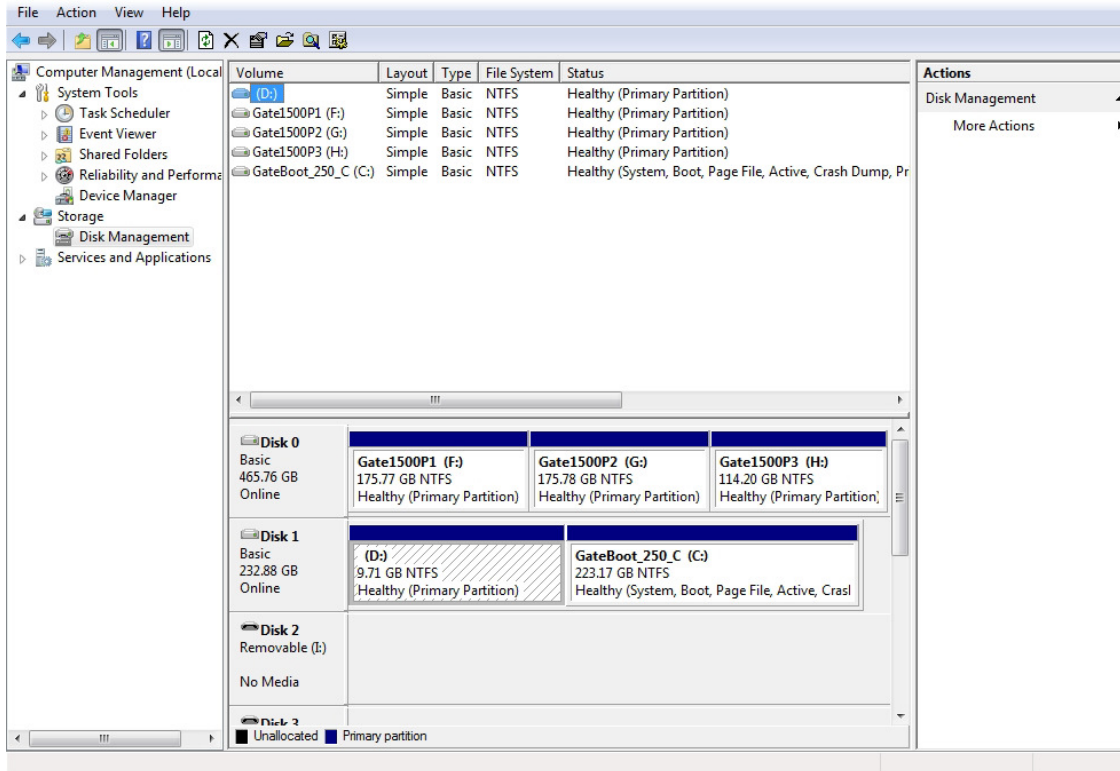 File Action View Help
Computer Management (Local
System Tools
Task Scheduler
Event Viewer
Shared Folders
Reliability and Performa
Device Manager
Storage
Disk Management
Services and Applications
Volume Layout Type File System Status
(D:) Simple Basic NTFS Healthy (Primary Partition)
Gate1500P1 (F:) Simple Basic NTFS Healthy (Primary Partition)
Gate1500P2 (G:) Simple Basic NTFS Healthy (Primary Partition)
Gate1500P3 (H:) Simple Basic NTFS Healthy (Primary Partition)
GateBoot_250_C (C:) Simple Basic NTFS Healthy (System, Boot, Page File, Active, Crash Dump, Pr
Disk 0
Basic
465.76 GB
Online
Gate1500P1 (F:)
175.77 GB NTFS
Healthy (Primary Partition)
Gate1500P2 (G:)
175.78 GB NTFS
Healthy (Primary Partition)
Gate1500P3 (H:)
114.20 GB NTFS
Healthy (Primary Partition)
Disk 1
Basic
232.88 GB
Online
(D:)
9.71 GB NTFS
Healthy (Primary Partition)
GateBoot_250_C (C:)
223.17 GB NTFS
Healthy (System, Boot, Page File, Active, Crasl
Disk 2
Removable (I:)
No Media
Disk 3
Unallocated Primary partition
Actions
Disk Management
More Actions